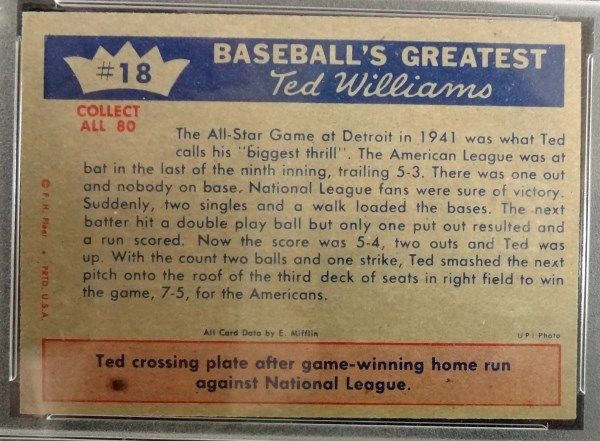 #18
BASEBALL'S GREATEST
Ted Williams
COLLECT
ALL 80
The All-Star Game at Detroit in 1941 was what Ted
calls his "biggest thrill". The American League was at
bat in the last of the ninth inning, trailing 5-3. There was one out
and nobody on base. National League fans were sure of victory.
Suddenly, two singles and a walk loaded the bases. The next
batter hit a double play ball but only one put out resulted and
a run scored. Now the score was 5-4, two outs and Ted was
up. With the count two balls and one strike, Ted smashed the next
pitch onto the roof of the third deck of seats in right field to win
the game, 7-5, for the Americans.
© F. H. Fleer • PRTD. U.S.A.
All Card Data by E. Mifflin
UPI Photo
Ted crossing plate after game-winning home run
against National League.